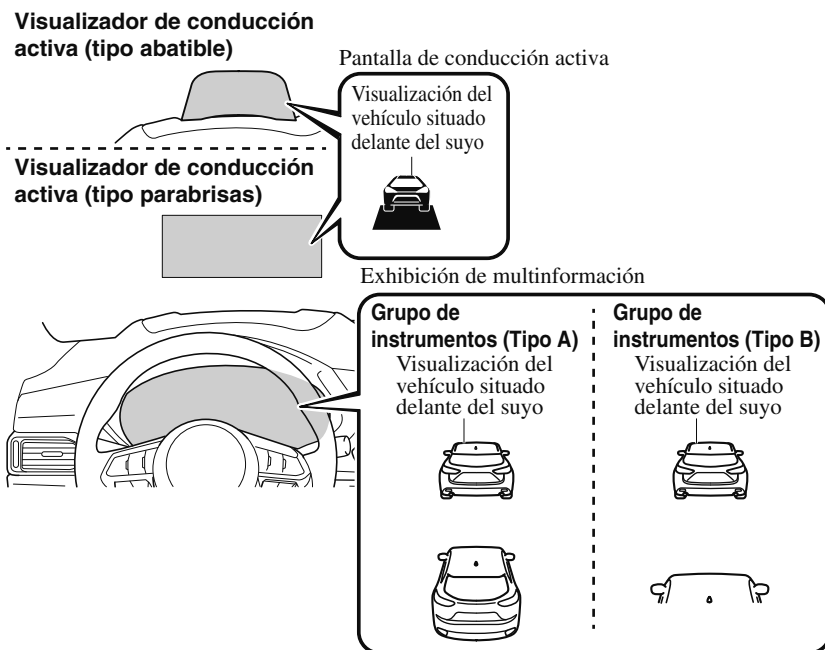 Visualizador de conducción
activa (tipo abatible)
Pantalla de conducción activa
Visualización del
vehículo situado
delante del suyo
Visualizador de conducción
activa (tipo parabrisas)
Exhibición de multinformación
Grupo de
instrumentos (Tipo A)
Visualización del
vehículo situado
delante del suyo
Grupo de
instrumentos (Tipo B)
Visualización del
vehículo situado
delante del suyo